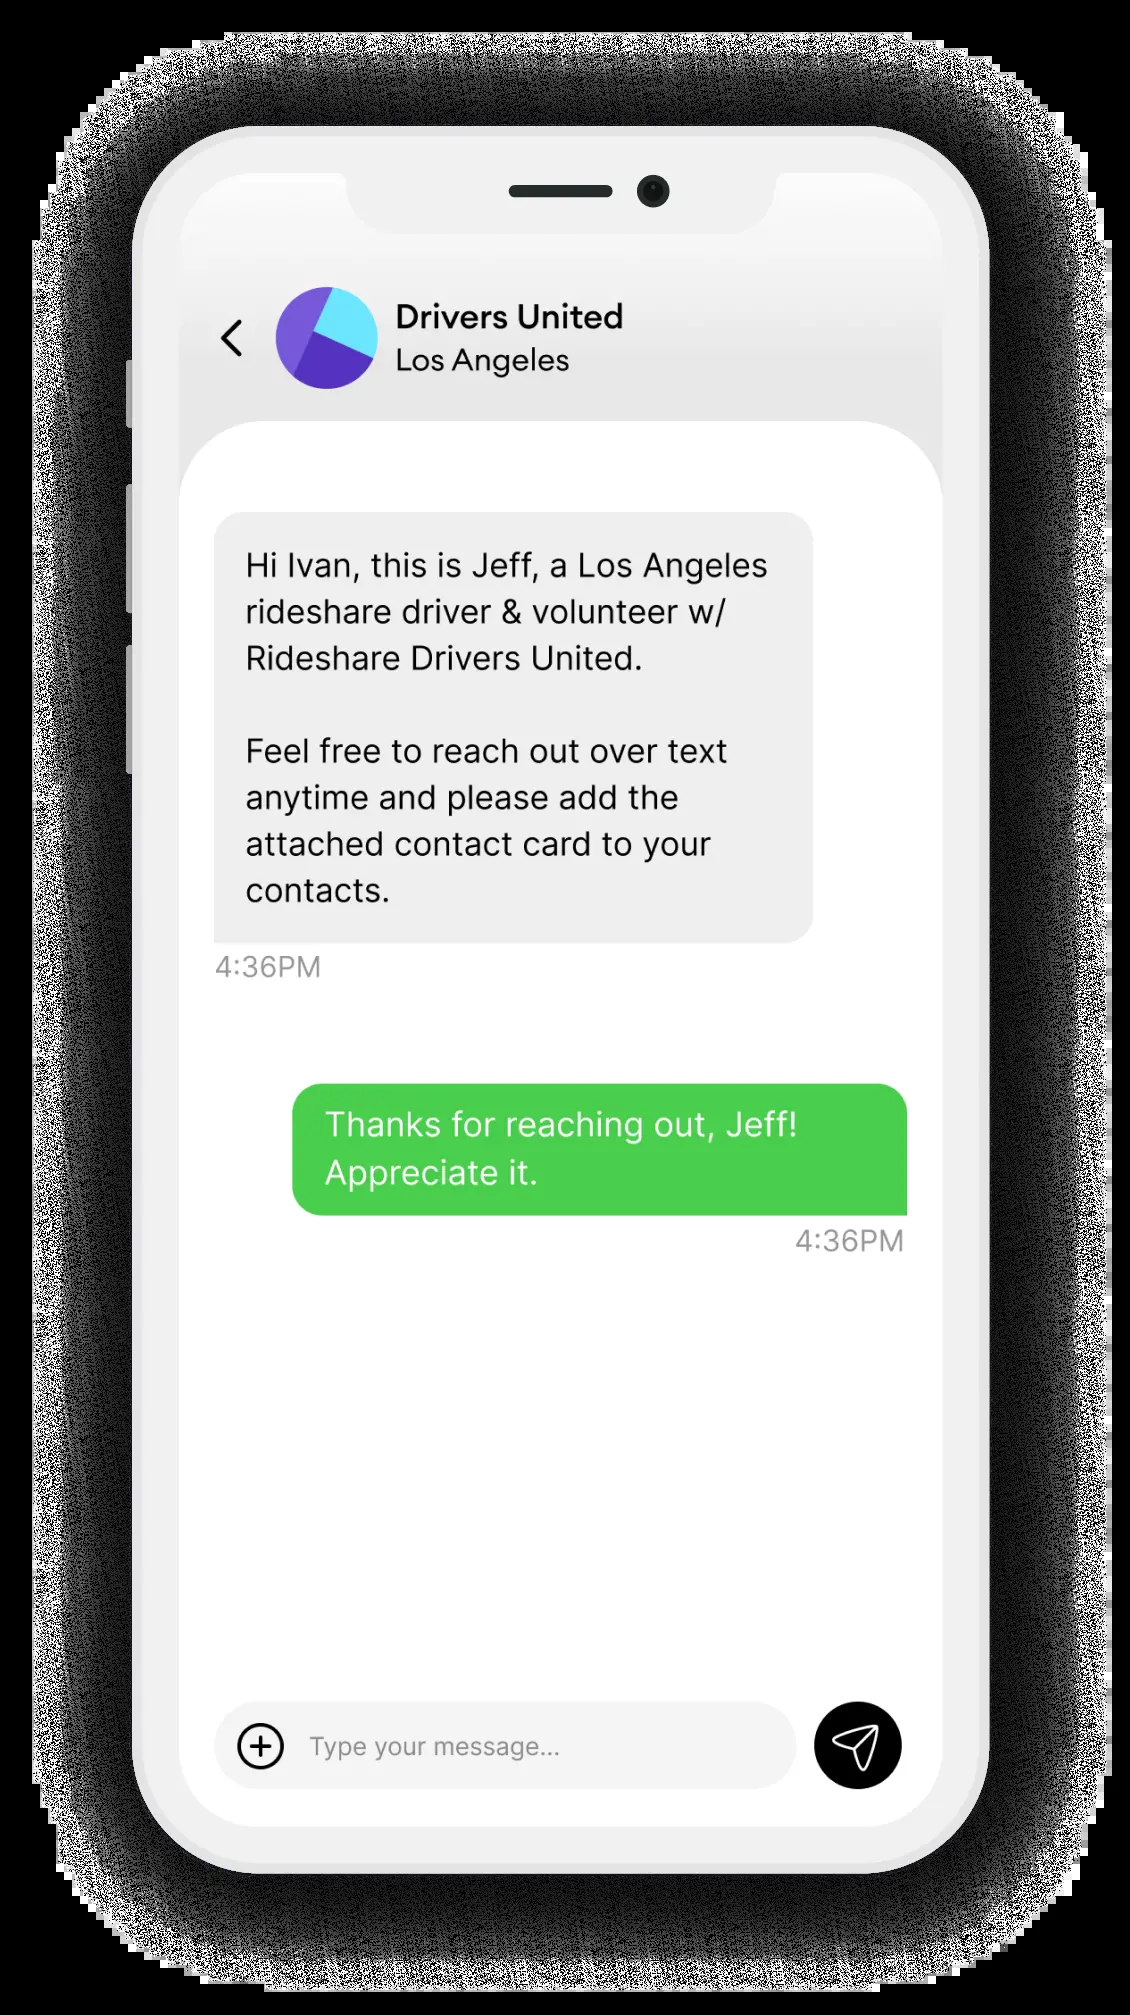 Drivers United
Los Angeles
Hi Ivan, this is Jeff, a Los Angeles
rideshare driver & volunteer w/
Rideshare Drivers United.
Feel free to reach out over text
anytime and please add the
attached contact card to your
contacts.
4:36PM
Thanks for reaching out, Jeff!
Appreciate it.
4:36PM
Type your message...